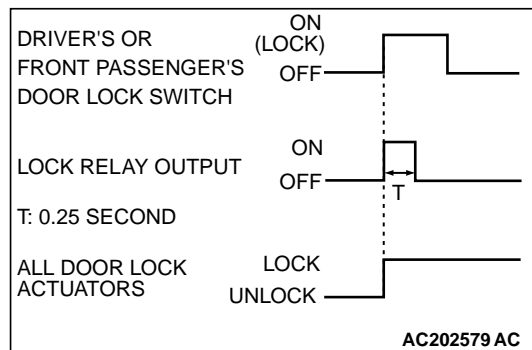 DRIVER'S OR
FRONT PASSENGER'S
DOOR LOCK SWITCH
ON
(LOCK)
OFF
LOCK RELAY OUTPUT
ON
OFF
T
T: 0.25 SECOND
ALL DOOR LOCK
ACTUATORS
LOCK
UNLOCK
AC202579 AC